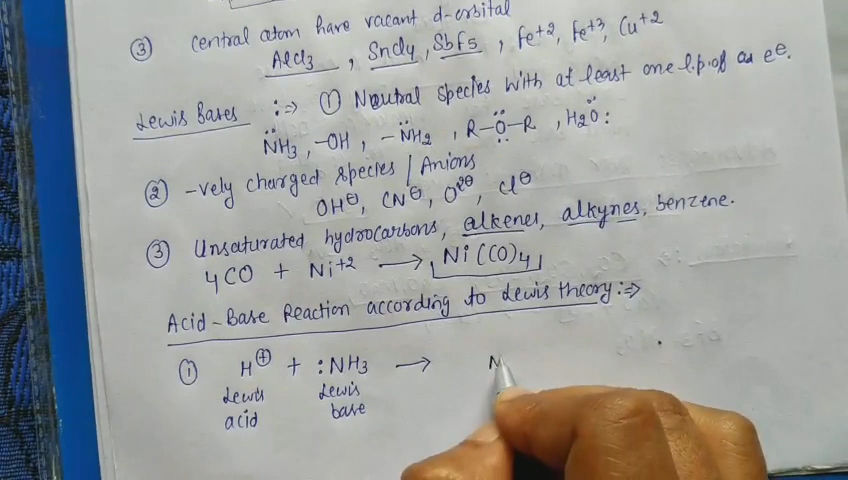 ③ Central atom have vacant d-orbital
AlCl3, SnCl4, SbF5, Fe+2, Fe+3, Cu+2
Lewis Bases :=> ① Neutral species with at least one l.p. of ee.
N̈H3, -OH, -N̈H2, R-Ö-R, H2Ö:
② -vely charged species / Anions
OH⊖, CN⊖, O2⊖, Cl⊖
③ Unsaturated hydrocarbons, alkenes, alkynes, benzene.
4CO + Ni+2 ⟶ Ni(CO)4
Acid-Base Reaction according to Lewis theory :=>
① H⊕ + :NH3 ⟶ N
Lewis acid
Lewis base